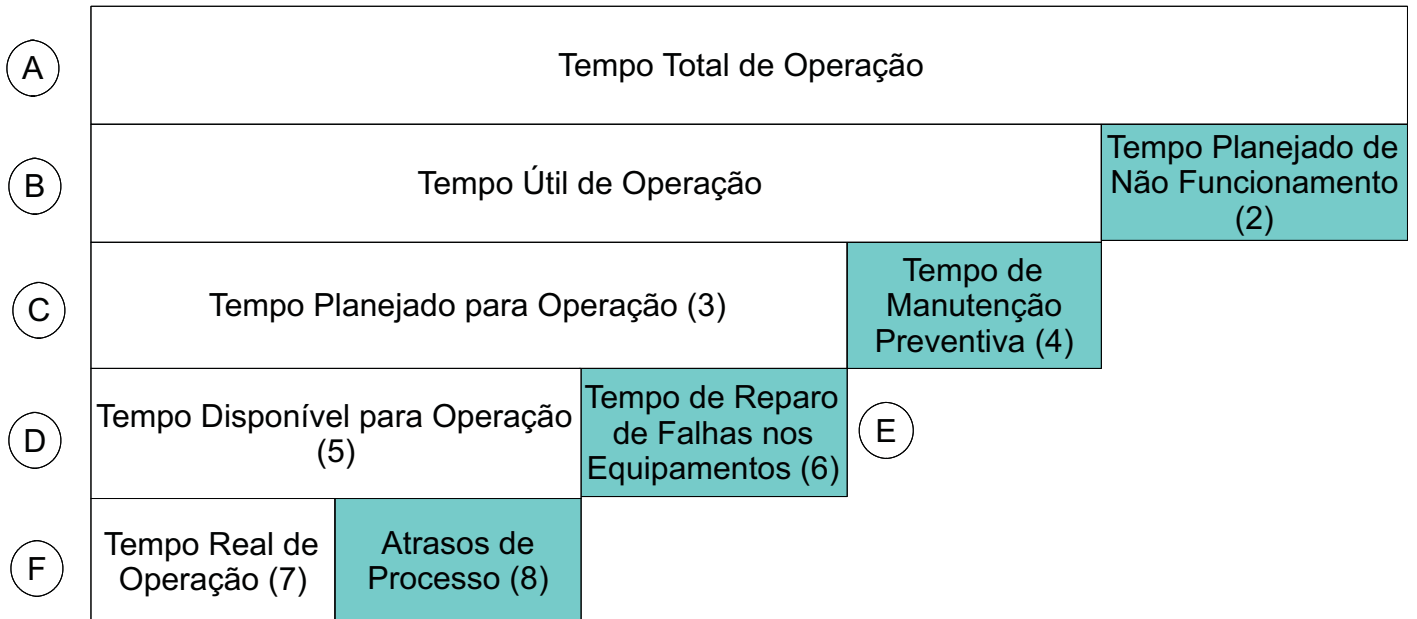 A
Tempo Total de Operação
B
Tempo Útil de Operação
Tempo Planejado de
Não Funcionamento
(2)
C
Tempo Planejado para Operação (3)
Tempo de
Manutenção
Preventiva (4)
D
Tempo Disponível para Operação
(5)
Tempo de Reparo
de Falhas nos
Equipamentos (6)
E
F
Tempo Real de
Operação (7)
Atrasos de
Processo (8)